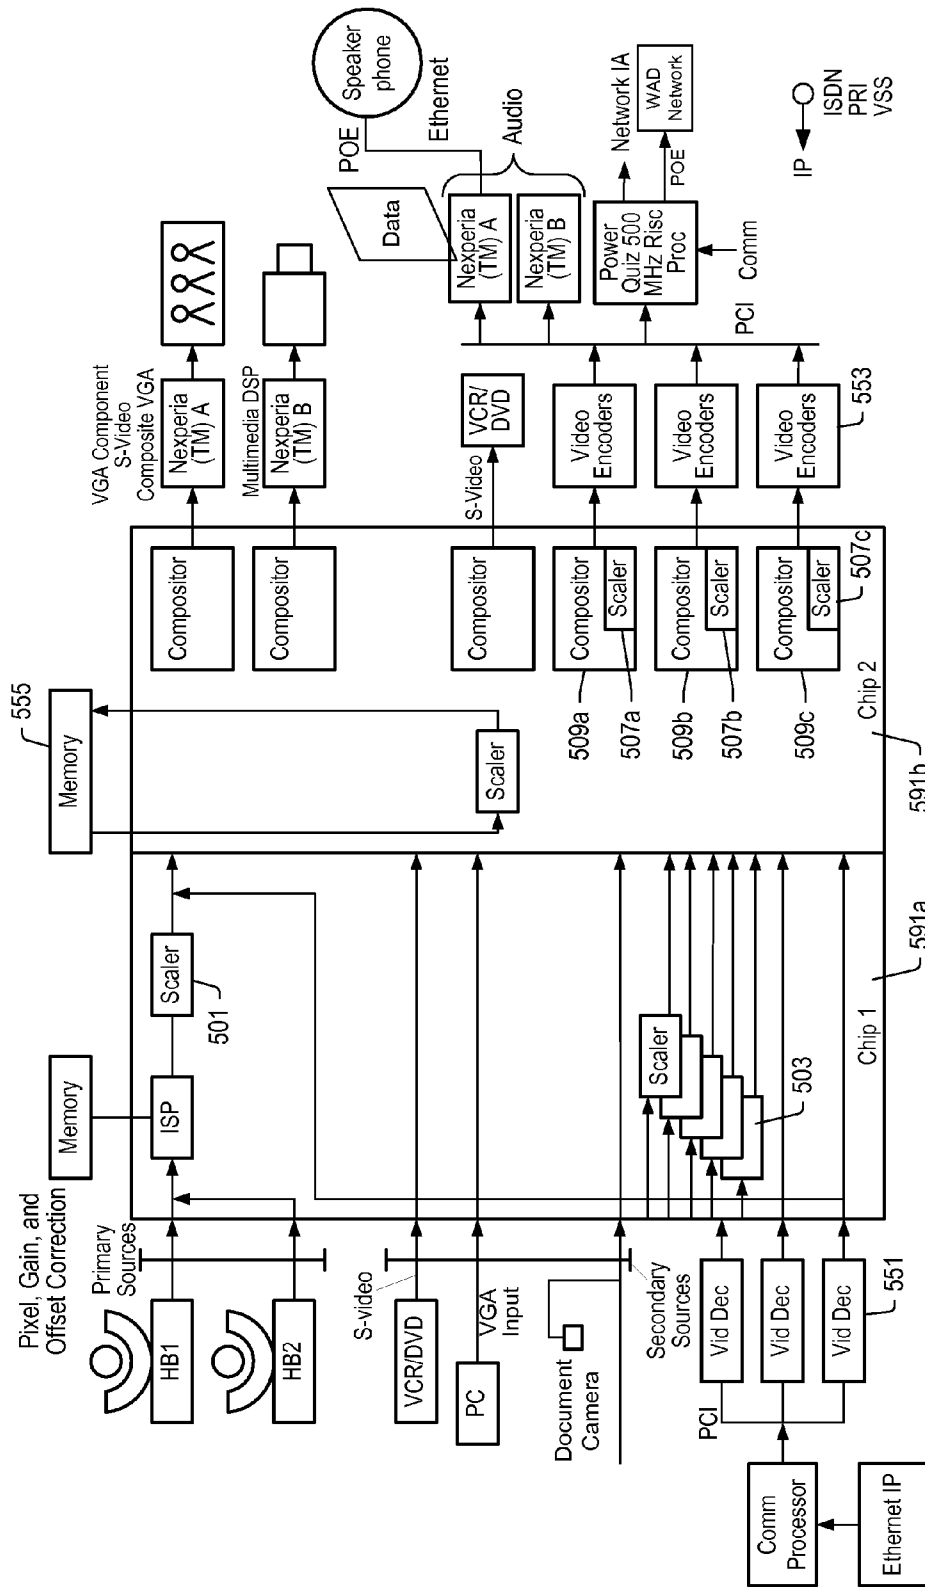 Pixel, Gain, and
Offset Correction
Primary
Sources
HB1
HB2
Memory
ISP
Scaler
501
Memory
555
Scaler
S-video
VCR/DVD
PC
VGA
Input
Document
Camera
Secondary
Sources
PCI
Vid Dec
Vid Dec
Vid Dec
551
Comm
Processor
Ethernet IP
Scaler
503
Chip 1
591a
Chip 2
591b
Compositor
Compositor
Compositor
Compositor
Scaler
509a
507a
Compositor
Scaler
509b
507b
Compositor
Scaler
509c
507c
VGA Component
S-Video
Composite VGA
Nexperia
(TM) A
Multimedia DSP
Nexperia
(TM) B
S-Video
VCR/
DVD
Video
Encoders
Video
Encoders
Video
Encoders
553
PCI
Data
Nexperia
(TM) A
Nexperia
(TM) B
Audio
POE
Ethernet
Speaker
phone
Power
Quiz 500
MHz Risc
Proc
Comm
Network IA
POE
WAD
Network
IP
ISDN
PRI
VSS